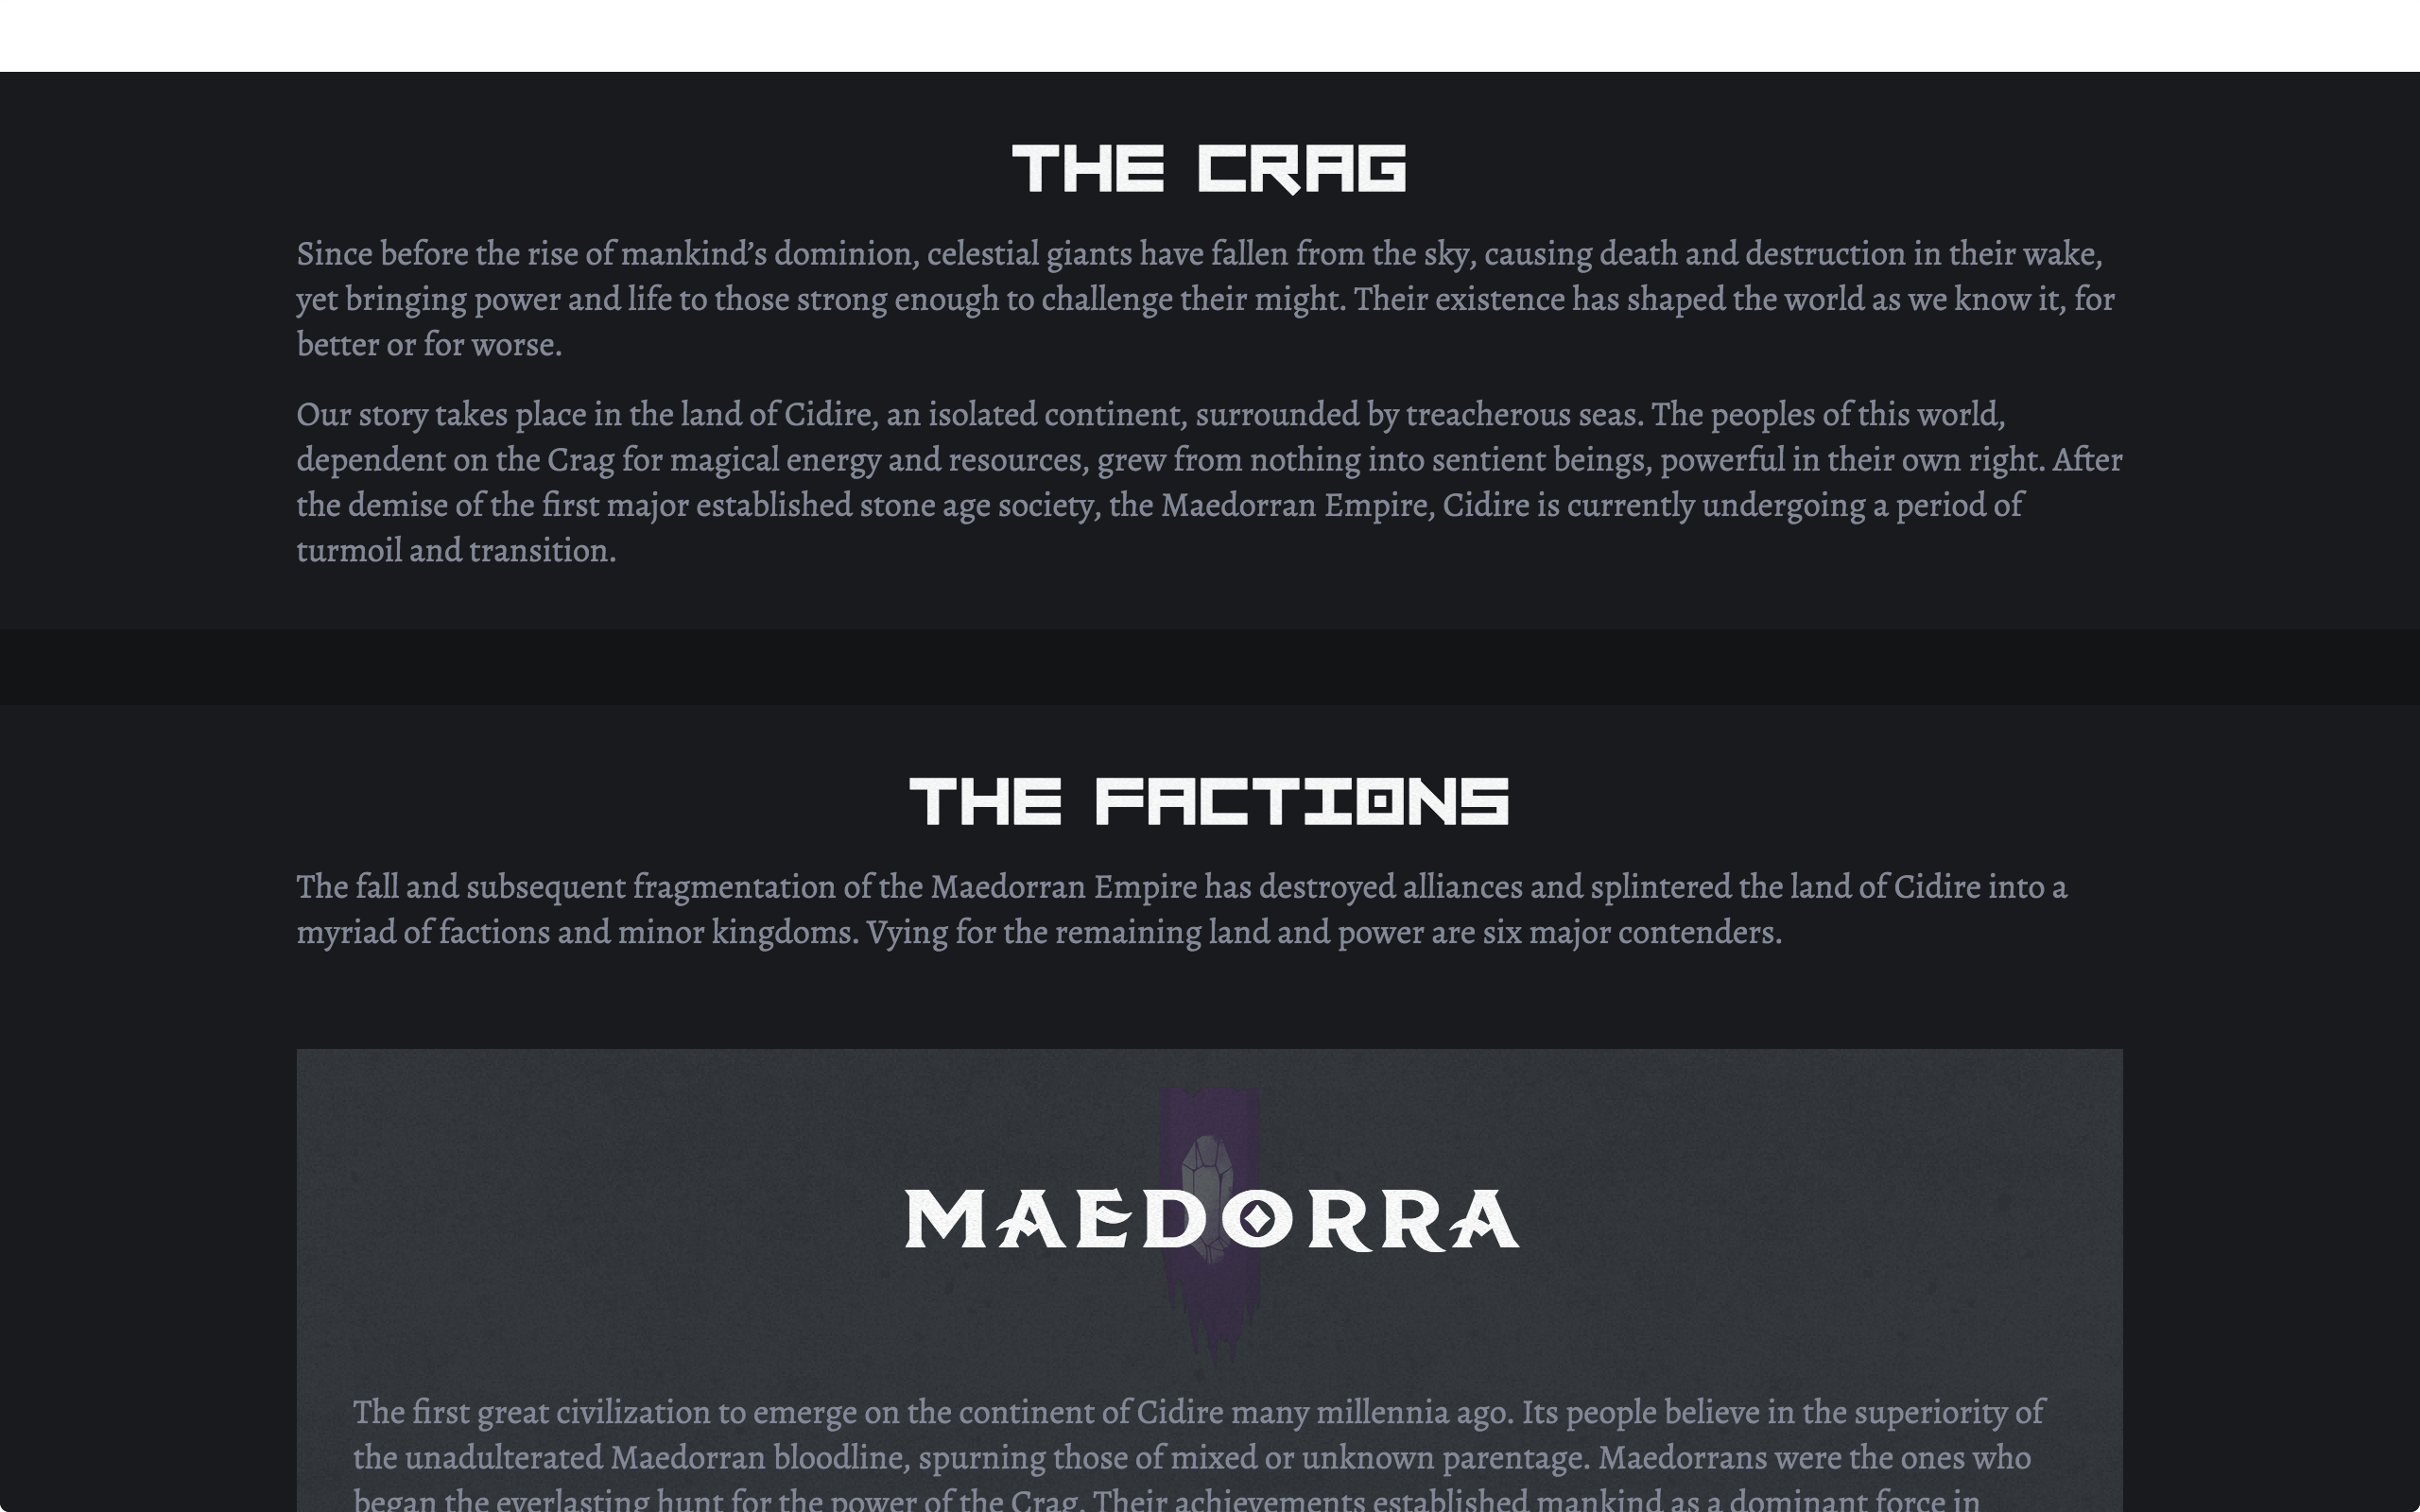 THE CRAG
Since before the rise of mankind’s dominion, celestial giants have fallen from the sky, causing death and destruction in their wake,
yet bringing power and life to those strong enough to challenge their might. Their existence has shaped the world as we know it, for
better or for worse.
Our story takes place in the land of Cidire, an isolated continent, surrounded by treacherous seas. The peoples of this world,
dependent on the Crag for magical energy and resources, grew from nothing into sentient beings, powerful in their own right. After
the demise of the first major established stone age society, the Maedorran Empire, Cidire is currently undergoing a period of
turmoil and transition.
THE FACTIONS
The fall and subsequent fragmentation of the Maedorran Empire has destroyed alliances and splintered the land of Cidire into a
myriad of factions and minor kingdoms. Vying for the remaining land and power are six major contenders.
MAEDORRA
The first great civilization to emerge on the continent of Cidire many millennia ago. Its people believe in the superiority of
the unadulterated Maedorran bloodline, spurning those of mixed or unknown parentage. Maedorrans were the ones who
began the everlasting hunt for the power of the Crag. Their achievements established mankind as a dominant force in